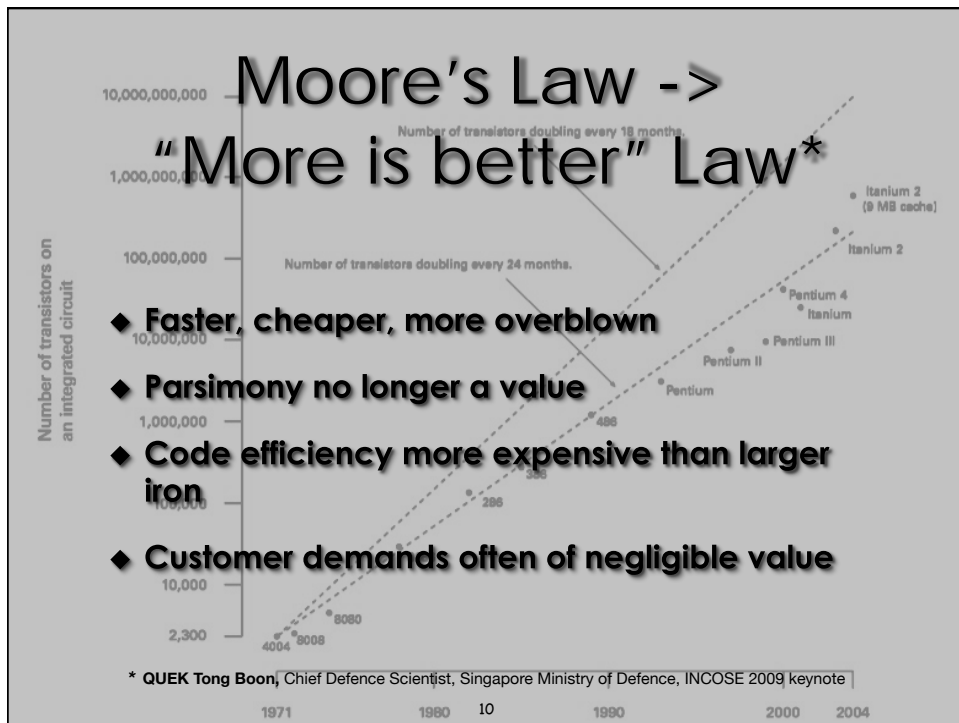 Moore's Law ->
"More is better" Law*
10,000,000,000
Number of transistors doubling every 18 months.
1,000,000,000
Itanium 2
(9 MB cache)
Itanium 2
100,000,000
Number of transistors doubling every 24 months.
Number of transistors on
an integrated circuit
Pentium 4
Itanium
◆ Faster, cheaper, more overblown
10,000,000
Pentium III
Pentium II
◆ Parsimony no longer a value
Pentium
1,000,000
486
◆ Code efficiency more expensive than larger
iron
386
286
100,000
◆ Customer demands often of negligible value
10,000
8080
2,300
4004
8008
* QUEK Tong Boon, Chief Defence Scientist, Singapore Ministry of Defence, INCOSE 2009 keynote
1971
1980
10
1990
2000
2004